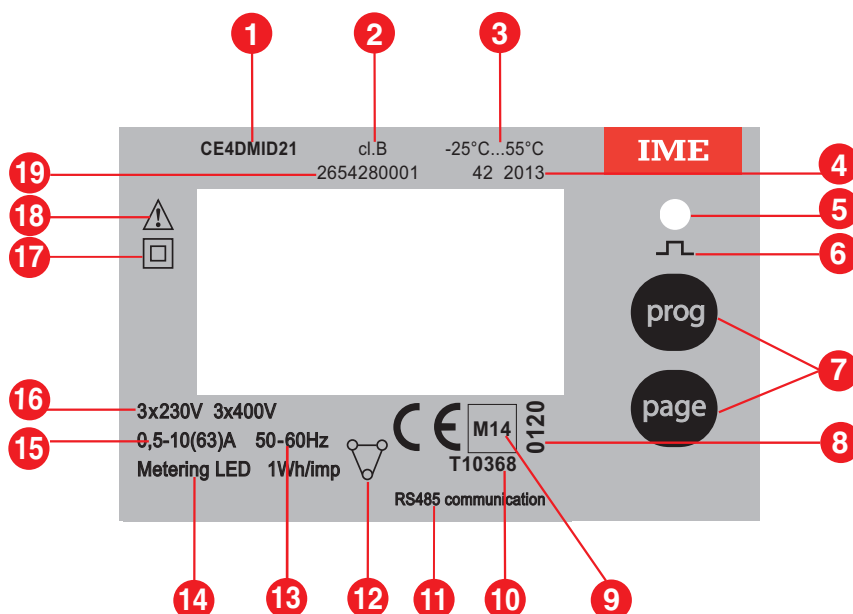 1 2 3
CE4DMID21 cl.B -25°C...55°C IME
19 2654280001 42 2013 4
18 5
17 6
prog
7
page
16 3x230V 3x400V
15 0,5-10(63)A 50-60Hz CE M14 0120 8
Metering LED 1Wh/imp T10368
RS485 communication
14 13 12 11 10 9